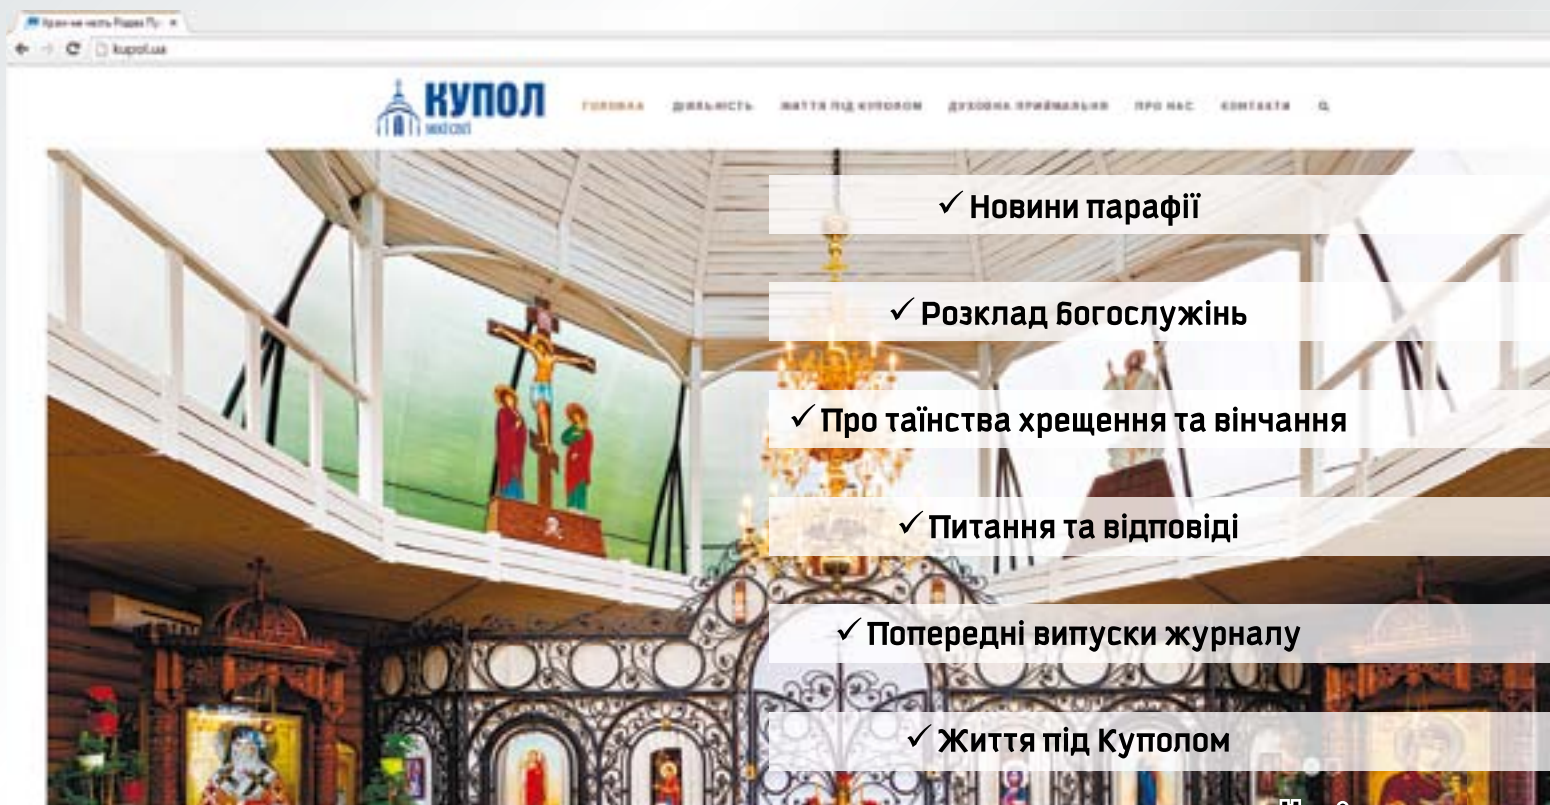 kupol.ua
КУПОЛ
ГОЛОВНА ДІЯЛЬНІСТЬ ЖИТТЯ ПІД КУПОЛОМ ДУХОВНА ПРИЙМАЛЬНЯ ПРО НАС КОНТАКТИ
✓ Новини парафії
✓ Розклад богослужінь
✓ Про таїнства хрещення та вінчання
✓ Питання та відповіді
✓ Попередні випуски журналу
✓ Життя під Куполом